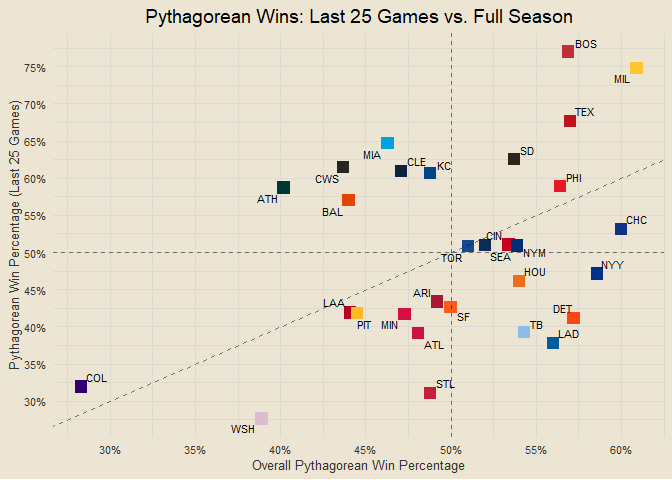 Pythagorean Wins: Last 25 Games vs. Full Season
BOS
75%
MIL
70%
TEX
65%
MIA
SD
CWS
CLE
KC
60%
PHI
ATH
BAL
55%
CHC
CIN
50%
TOR
SEA
NYM
NYY
HOU
45%
ARI
LAA
DET
SF
PIT
MIN
TB
40%
LAD
ATL
35%
COL
STL
30%
WSH
30%
35%
40%
45%
50%
55%
60%
Overall Pythagorean Win Percentage
Pythagorean Win Percentage (Last 25 Games)